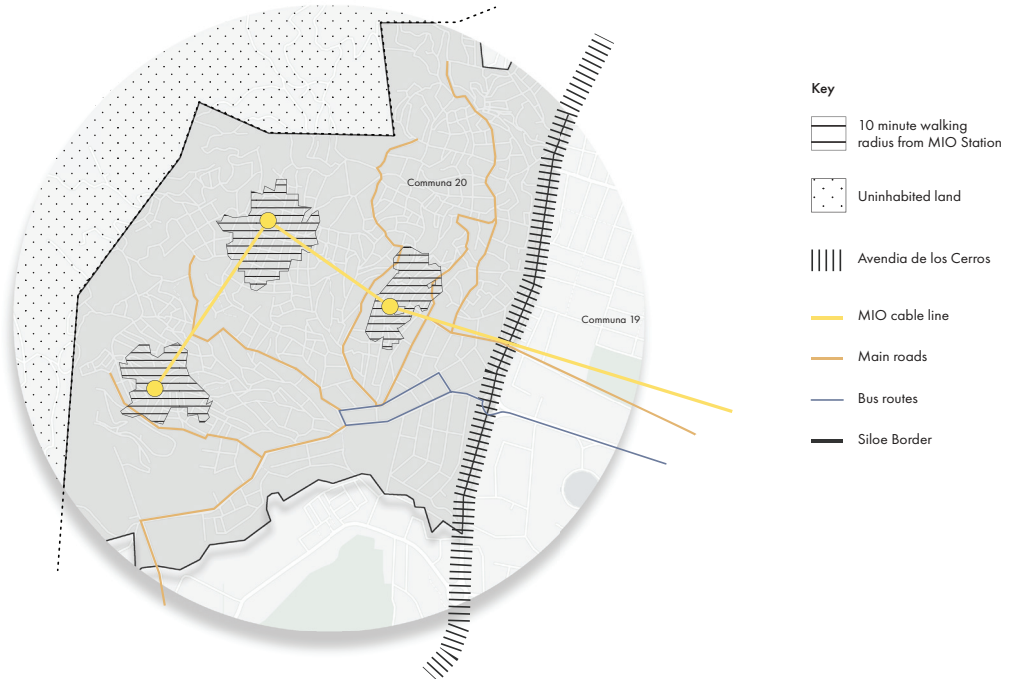 Communa 20
Communa 19
Key
10 minute walking
radius from MIO Station
Uninhabited land
Avendia de los Cerros
MIO cable line
Main roads
Bus routes
Siloe Border